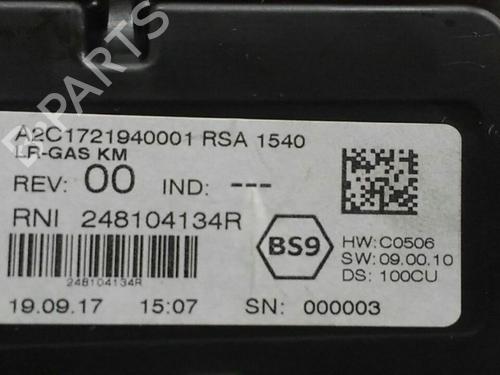 B-PARTS
A2C1721940001 RSA 1540
LR-GAS KM
REV: 00 IND: ---
RNI 248104134R
BS9
HW:C0506
SW:09.00.10
DS: 100CU
248104134R
19.09.17 15:07 SN: 000003